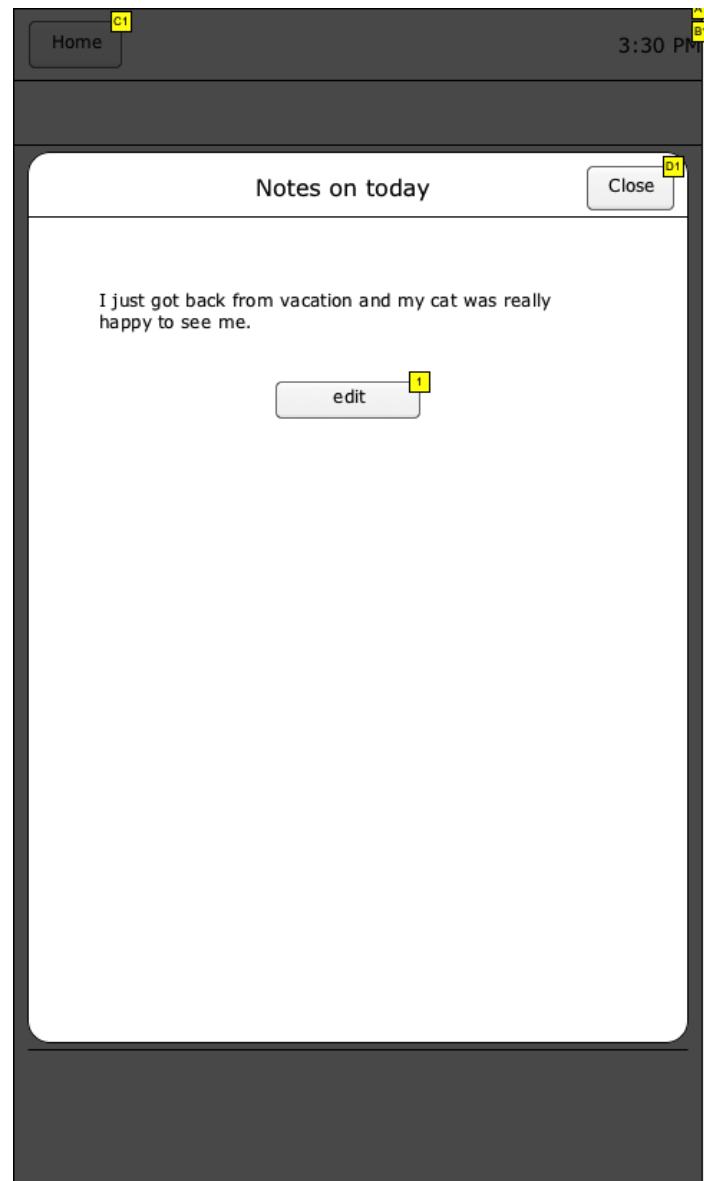 C1
Home
3:30 PM
D1
Notes on today
Close
I just got back from vacation and my cat was really
happy to see me.
1
edit